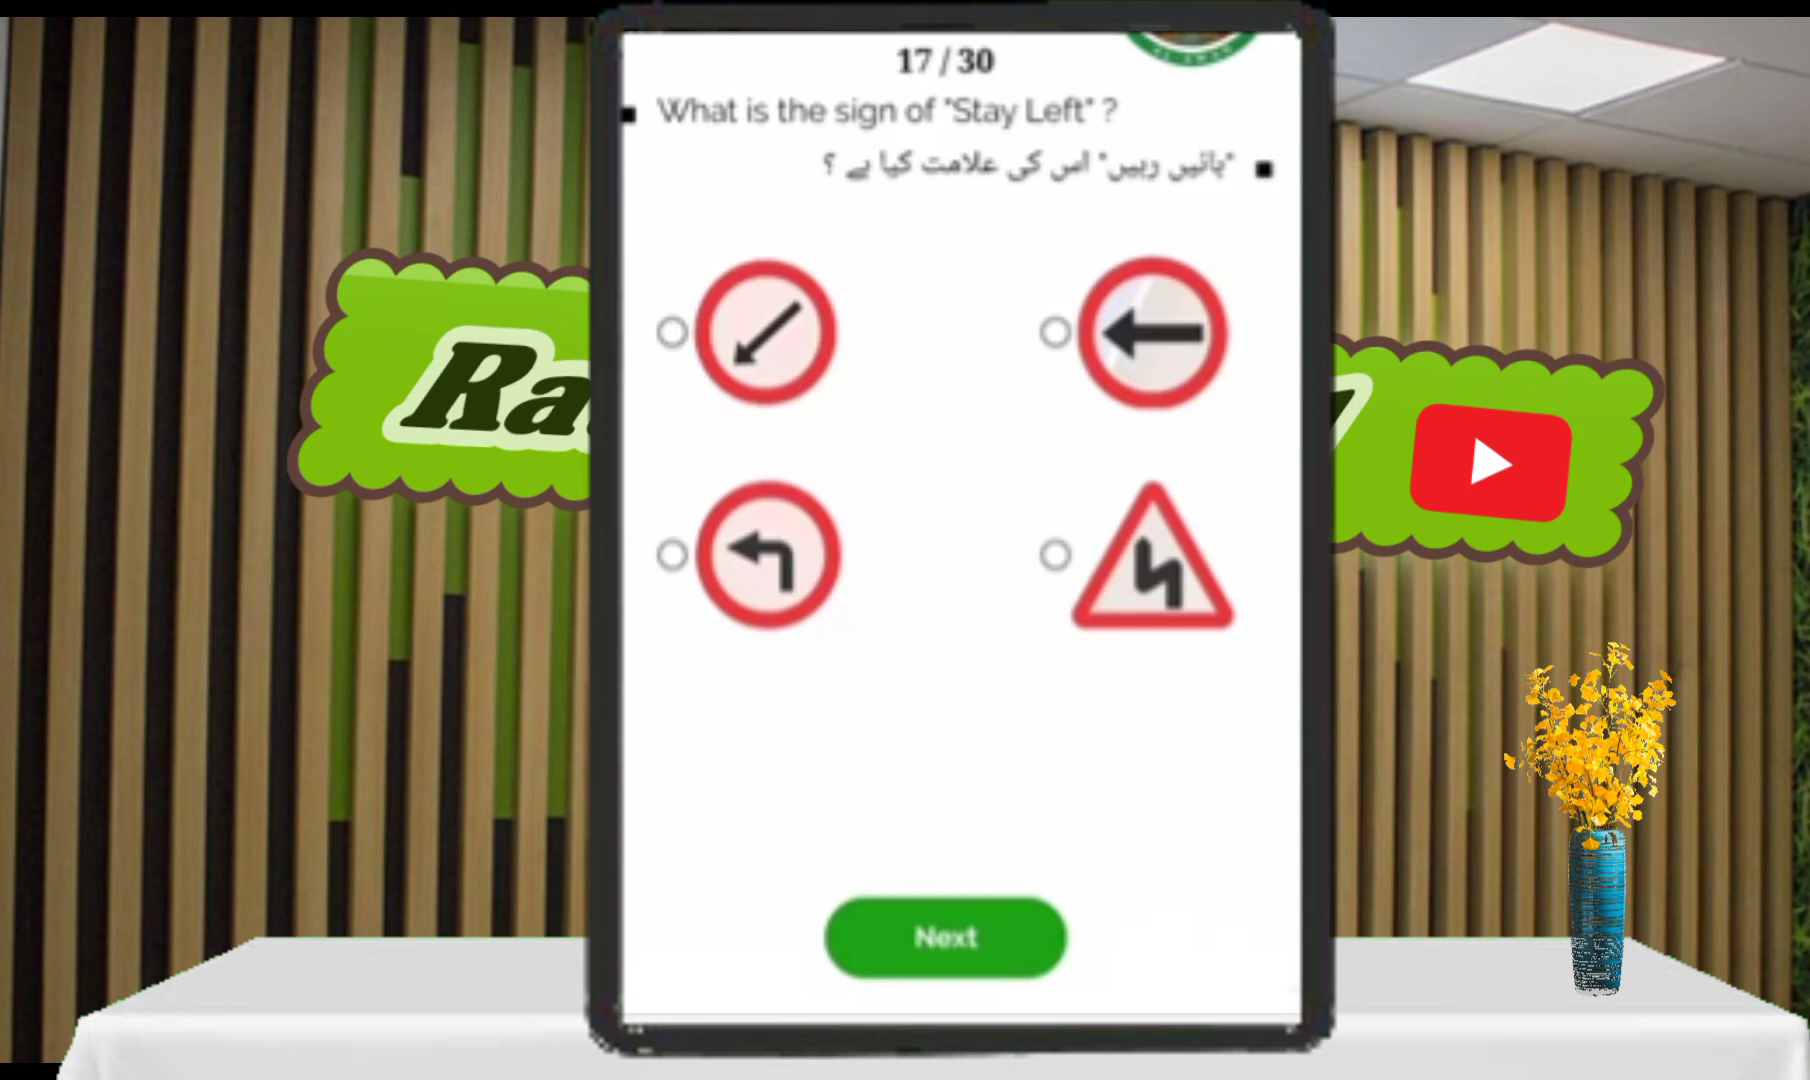 17 / 30
What is the sign of "Stay Left" ?
"بائیں رہیں" اس کی علامت کیا ہے ؟
Next